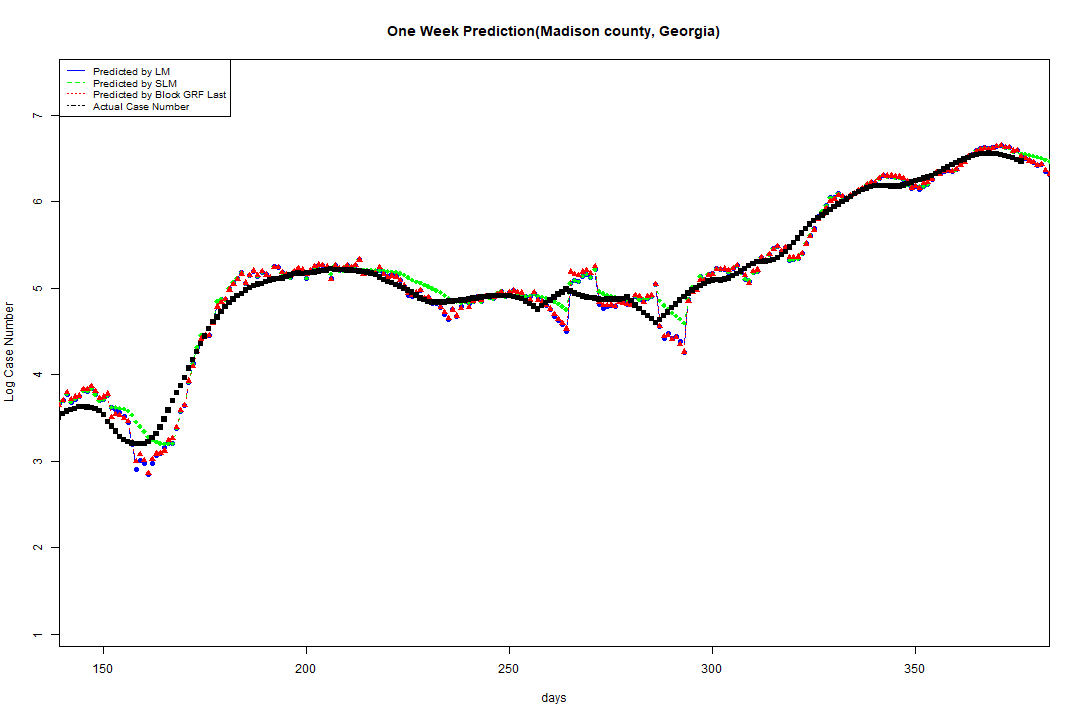 One Week Prediction(Madison county, Georgia)
Predicted by LM
Predicted by SLM
Predicted by Block GRF Last
Actual Case Number
7
6
5
4
3
2
1
Log Case Number
150 200 250 300 350
days